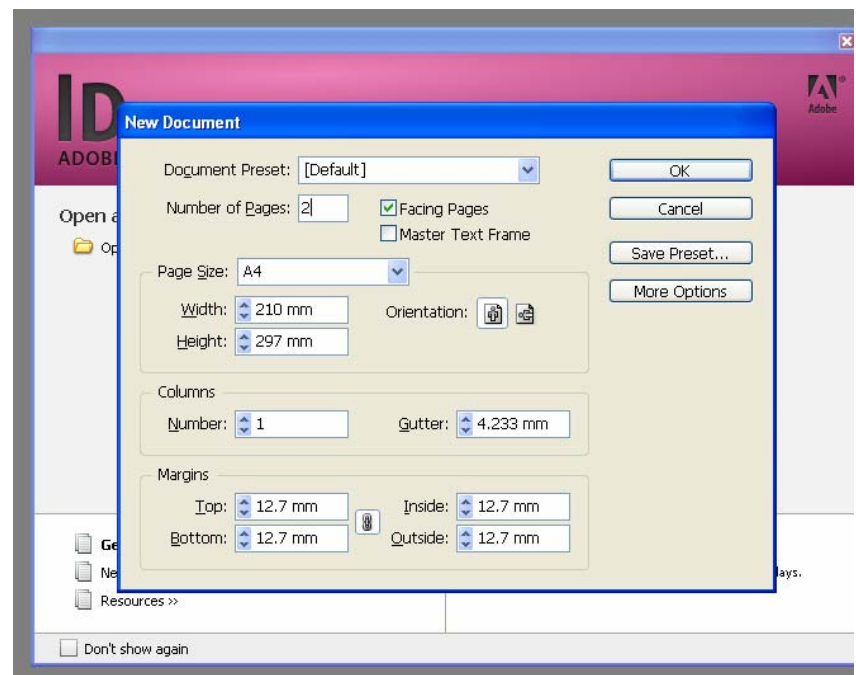 ID
ADOB
Adobe
New Document
Document Preset: [Default]
OK
Number of Pages: 2
Facing Pages
Cancel
Master Text Frame
Open a
Op
Save Preset...
Page Size: A4
More Options
Width: 210 mm
Orientation:
Height: 297 mm
Columns
Number: 1
Gutter: 4.233 mm
Margins
Top: 12.7 mm
Inside: 12.7 mm
Bottom: 12.7 mm
Outside: 12.7 mm
Ge
Ne
lays.
Resources »
Don't show again